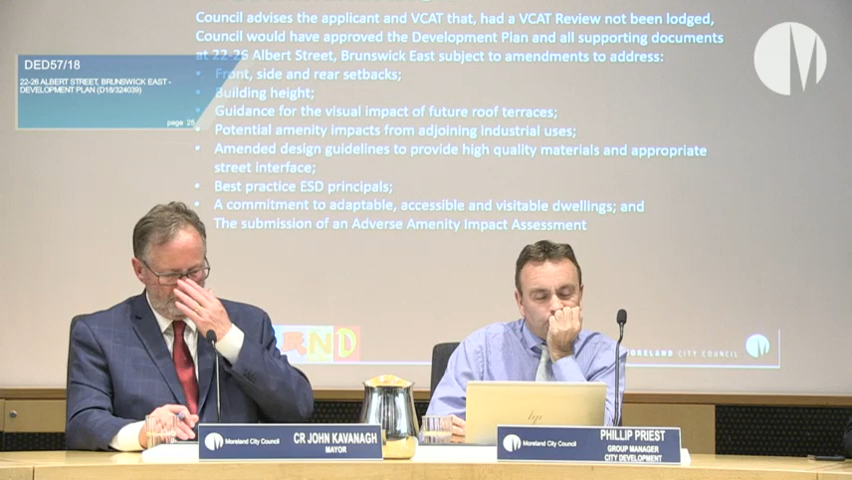 Council advises the applicant and VCAT that, had a VCAT Review not been lodged,
Council would have approved the Development Plan and all supporting documents
at 22-26 Albert Street, Brunswick East subject to amendments to address:
• Front, side and rear setbacks;
• Building height;
• Guidance for the visual impact of future roof terraces;
• Potential amenity impacts from adjoining industrial uses;
• Amended design guidelines to provide high quality materials and appropriate
street interface;
• Best practice ESD principals;
• A commitment to adaptable, accessible and visitable dwellings; and
The submission of an Adverse Amenity Impact Assessment
DED57/18
22-26 ALBERT STREET, BRUNSWICK EAST -
DEVELOPMENT PLAN (D18/324039)
page 25
MORELAND CITY COUNCIL
Moreland City Council
CR JOHN KAVANAGH
MAYOR
Moreland City Council
PHILLIP PRIEST
GROUP MANAGER
CITY DEVELOPMENT
hp